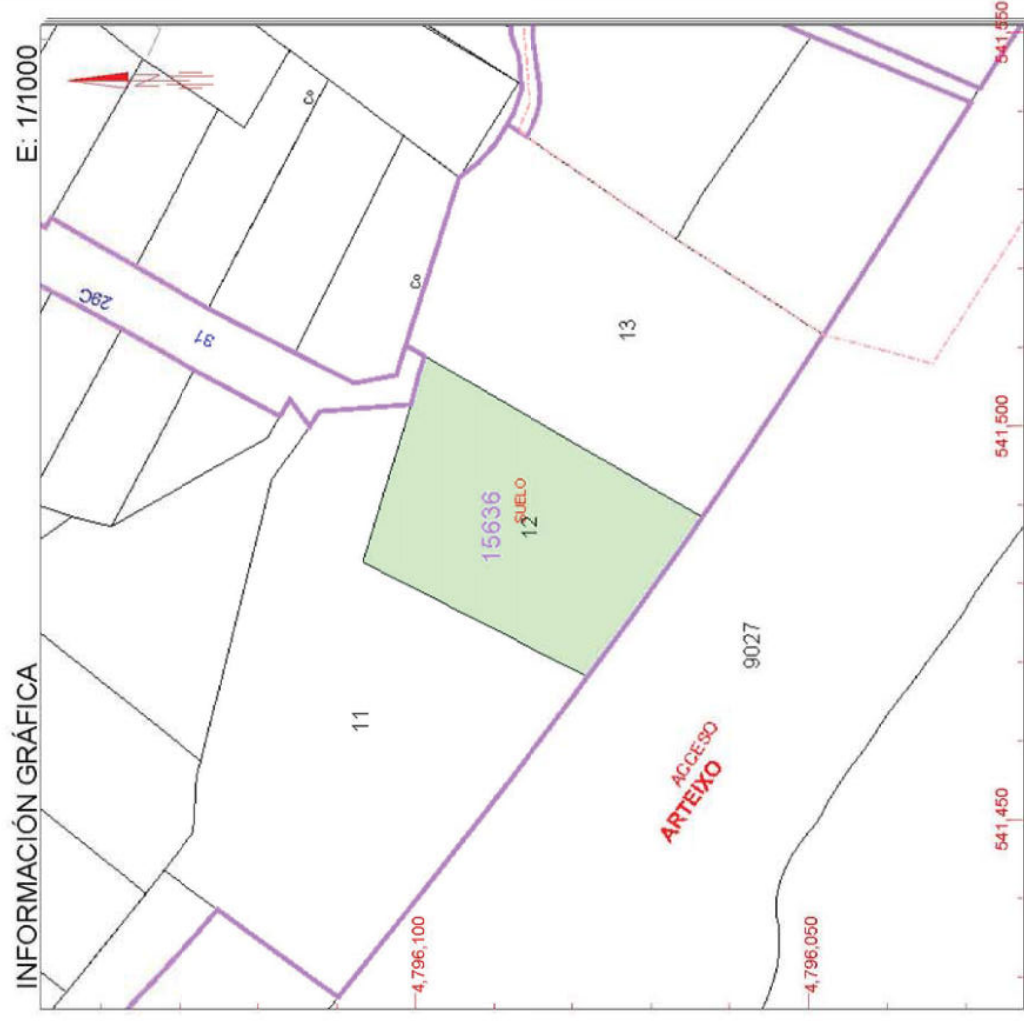 INFORMACIÓN GRÁFICA
E: 1/1000
29C
31
Co
Co
13
15636
SUELO
12
11
9027
ACCESO
ARTEIXO
4,796,100
4,796,050
541,450
541,500
541,550